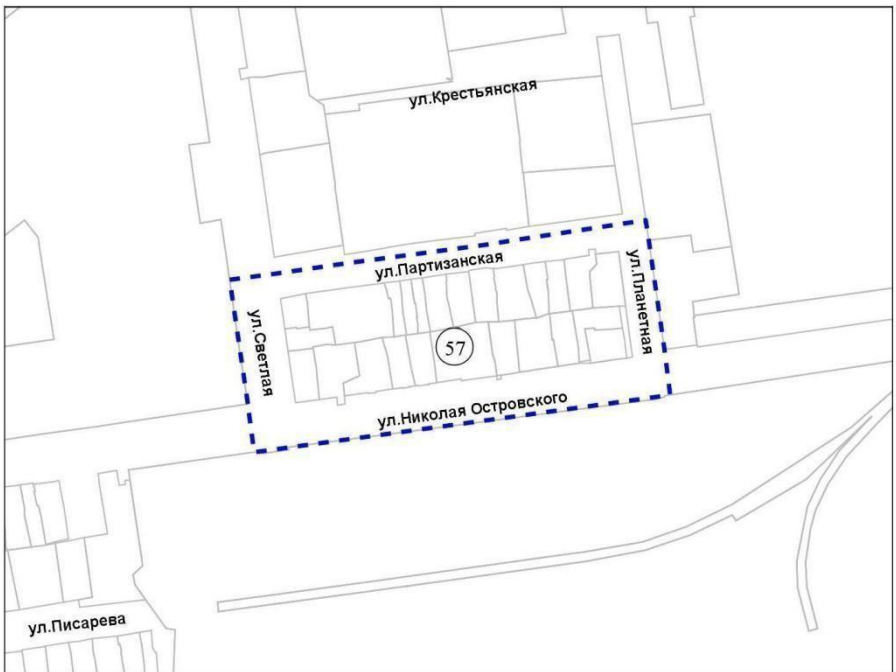 ул.Крестьянская
ул.Партизанская
ул.Планетная
ул.Светлая
57
ул.Николая Островского
ул.Писарева